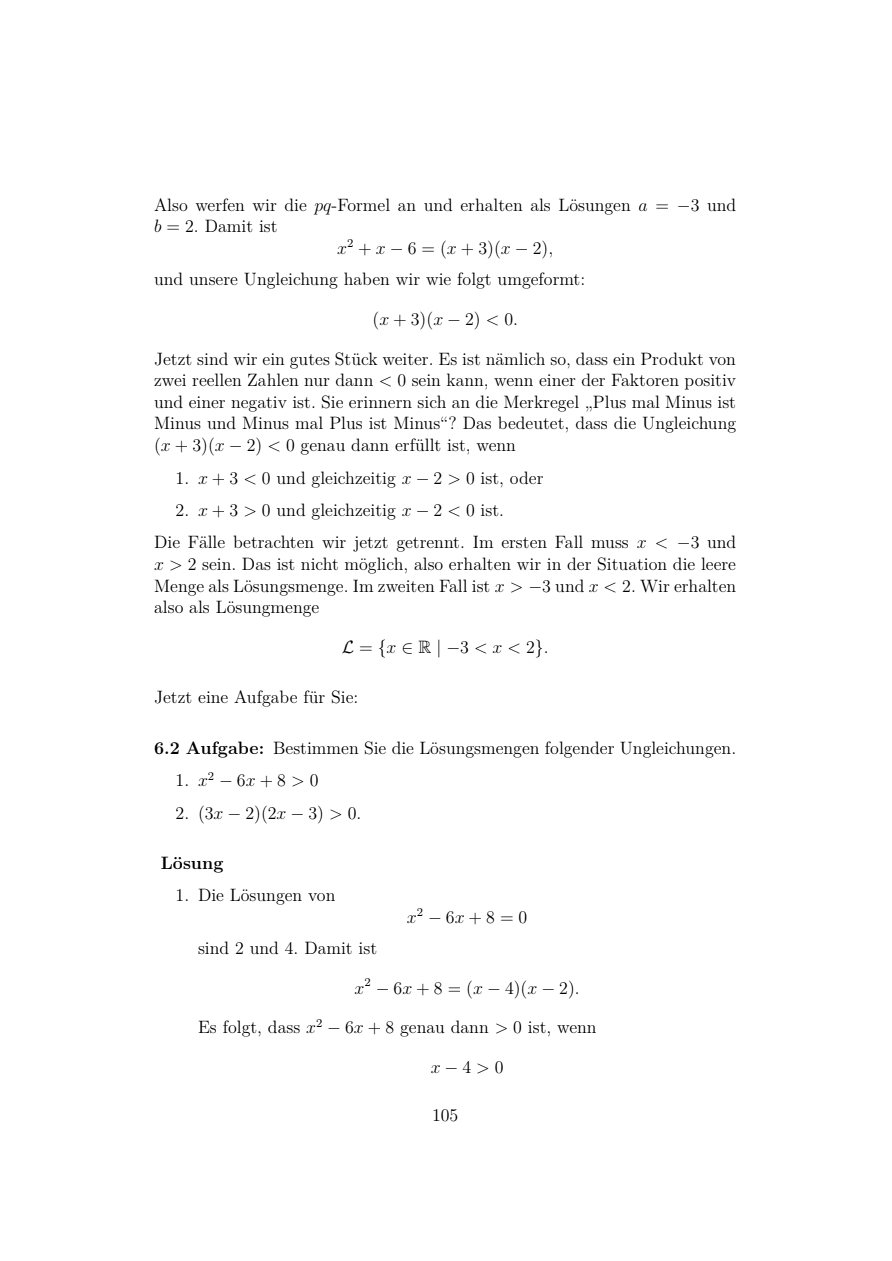 Also werfen wir die pq-Formel an und erhalten als Lösungen a = −3 und
b = 2. Damit ist
x² + x − 6 = (x + 3)(x − 2),
und unsere Ungleichung haben wir wie folgt umgeformt:
(x + 3)(x − 2) < 0.
Jetzt sind wir ein gutes Stück weiter. Es ist nämlich so, dass ein Produkt von
zwei reellen Zahlen nur dann < 0 sein kann, wenn einer der Faktoren positiv
und einer negativ ist. Sie erinnern sich an die Merkregel „Plus mal Minus ist
Minus und Minus mal Plus ist Minus“? Das bedeutet, dass die Ungleichung
(x + 3)(x − 2) < 0 genau dann erfüllt ist, wenn
1. x + 3 < 0 und gleichzeitig x − 2 > 0 ist, oder
2. x + 3 > 0 und gleichzeitig x − 2 < 0 ist.
Die Fälle betrachten wir jetzt getrennt. Im ersten Fall muss x < −3 und
x > 2 sein. Das ist nicht möglich, also erhalten wir in der Situation die leere
Menge als Lösungsmenge. Im zweiten Fall ist x > −3 und x < 2. Wir erhalten
also als Lösungmenge
ℒ = {x ∈ ℝ | −3 < x < 2}.
Jetzt eine Aufgabe für Sie:
6.2 Aufgabe: Bestimmen Sie die Lösungsmengen folgender Ungleichungen.
1. x² − 6x + 8 > 0
2. (3x − 2)(2x − 3) > 0.
Lösung
1. Die Lösungen von
x² − 6x + 8 = 0
sind 2 und 4. Damit ist
x² − 6x + 8 = (x − 4)(x − 2).
Es folgt, dass x² − 6x + 8 genau dann > 0 ist, wenn
x − 4 > 0
105